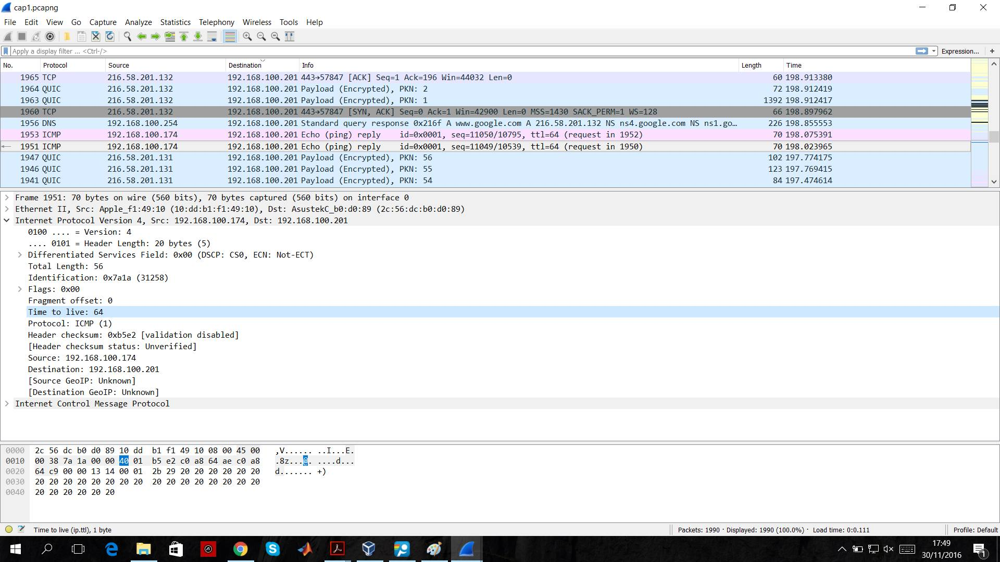 cap1.pcapng
File Edit View Go Capture Analyze Statistics Telephony Wireless Tools Help
Apply a display filter ... <Ctrl-/> Expression... +
No. Protocol Source Destination Info Length Time
1965 TCP 216.58.201.132 192.168.100.201 443→57847 [ACK] Seq=1 Ack=196 Win=44032 Len=0 60 198.913380
1964 QUIC 216.58.201.132 192.168.100.201 Payload (Encrypted), PKN: 2 72 198.912419
1963 QUIC 216.58.201.132 192.168.100.201 Payload (Encrypted), PKN: 1 1392 198.912417
1960 TCP 216.58.201.132 192.168.100.201 443→57847 [SYN, ACK] Seq=0 Ack=1 Win=42900 Len=0 MSS=1430 SACK_PERM=1 WS=128 66 198.897962
1956 DNS 192.168.100.254 192.168.100.201 Standard query response 0x216f A www.google.com A 216.58.201.132 NS ns4.google.com NS ns1.go... 226 198.855553
1953 ICMP 192.168.100.174 192.168.100.201 Echo (ping) reply id=0x0001, seq=11050/10795, ttl=64 (request in 1952) 70 198.075391
1951 ICMP 192.168.100.174 192.168.100.201 Echo (ping) reply id=0x0001, seq=11049/10539, ttl=64 (request in 1950) 70 198.023965
1947 QUIC 216.58.201.131 192.168.100.201 Payload (Encrypted), PKN: 56 102 197.774175
1946 QUIC 216.58.201.131 192.168.100.201 Payload (Encrypted), PKN: 55 123 197.769415
1941 QUIC 216.58.201.131 192.168.100.201 Payload (Encrypted), PKN: 54 84 197.474614
Frame 1951: 70 bytes on wire (560 bits), 70 bytes captured (560 bits) on interface 0
Ethernet II, Src: Apple_f1:49:10 (10:dd:b1:f1:49:10), Dst: AsustekC_b0:d0:89 (2c:56:dc:b0:d0:89)
Internet Protocol Version 4, Src: 192.168.100.174, Dst: 192.168.100.201
0100 .... = Version: 4
.... 0101 = Header Length: 20 bytes (5)
Differentiated Services Field: 0x00 (DSCP: CS0, ECN: Not-ECT)
Total Length: 56
Identification: 0x7a1a (31258)
Flags: 0x00
Fragment offset: 0
Time to live: 64
Protocol: ICMP (1)
Header checksum: 0xb5e2 [validation disabled]
[Header checksum status: Unverified]
Source: 192.168.100.174
Destination: 192.168.100.201
[Source GeoIP: Unknown]
[Destination GeoIP: Unknown]
Internet Control Message Protocol
0000 2c 56 dc b0 d0 89 10 dd b1 f1 49 10 08 00 45 00 ,V...... ..I...E.
0010 00 38 7a 1a 00 00 40 01 b5 e2 c0 a8 64 ae c0 a8 .8z...@. ....d...
0020 64 c9 00 00 13 14 00 01 2b 29 20 20 20 20 20 20 d....... +)
0030 20 20 20 20 20 20 20 20 20 20 20 20 20 20 20 20
0040 20 20 20 20 20 20
Time to live (ip.ttl), 1 byte Packets: 1990 · Displayed: 1990 (100.0%) · Load time: 0:0.111 Profile: Default
17:49
30/11/2016
1